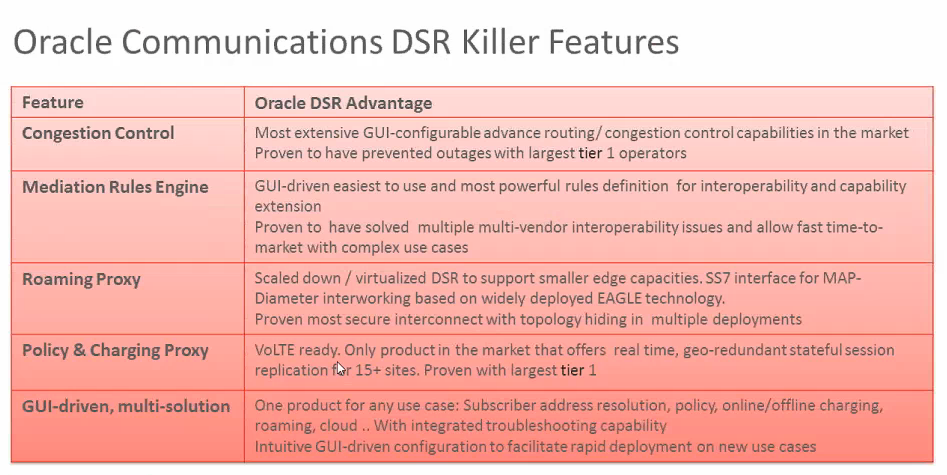 Oracle Communications DSR Killer Features
Feature
Oracle DSR Advantage
Congestion Control
Most extensive GUI-configurable advance routing/ congestion control capabilities in the market
Proven to have prevented outages with largest tier 1 operators
Mediation Rules Engine
GUI-driven easiest to use and most powerful rules definition for interoperability and capability
extension
Proven to have solved multiple multi-vendor interoperability issues and allow fast time-to-
market with complex use cases
Roaming Proxy
Scaled down / virtualized DSR to support smaller edge capacities. SS7 interface for MAP-
Diameter interworking based on widely deployed EAGLE technology.
Proven most secure interconnect with topology hiding in multiple deployments
Policy & Charging Proxy
VoLTE ready. Only product in the market that offers real time, geo-redundant stateful session
replication for 15+ sites. Proven with largest tier 1
GUI-driven, multi-solution
One product for any use case: Subscriber address resolution, policy, online/offline charging,
roaming, cloud .. With integrated troubleshooting capability
Intuitive GUI-driven configuration to facilitate rapid deployment on new use cases